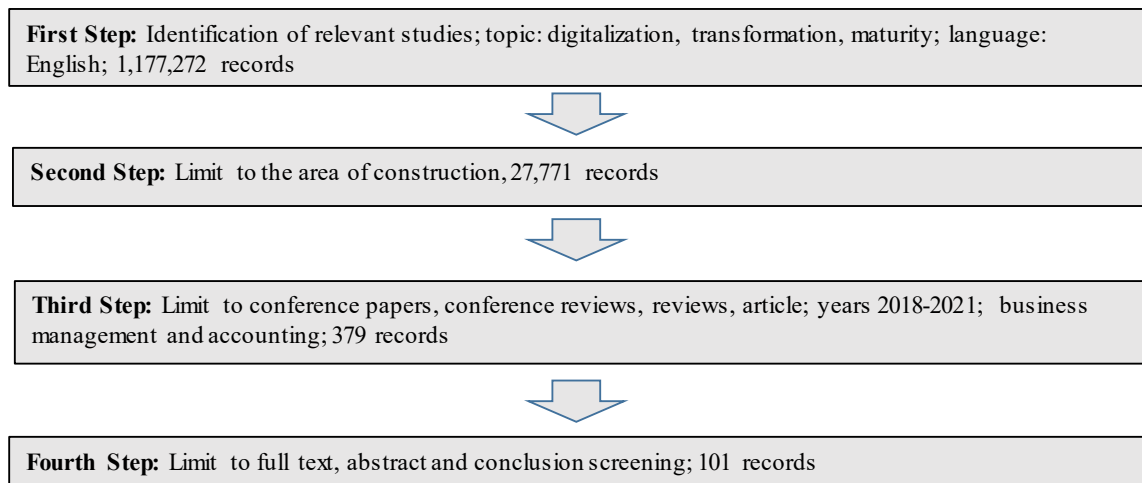 First Step: Identification of relevant studies; topic: digitalization, transformation, maturity; language:
English; 1,177,272 records
Second Step: Limit to the area of construction, 27,771 records
Third Step: Limit to conference papers, conference reviews, reviews, article; years 2018-2021; business
management and accounting; 379 records
Fourth Step: Limit to full text, abstract and conclusion screening; 101 records